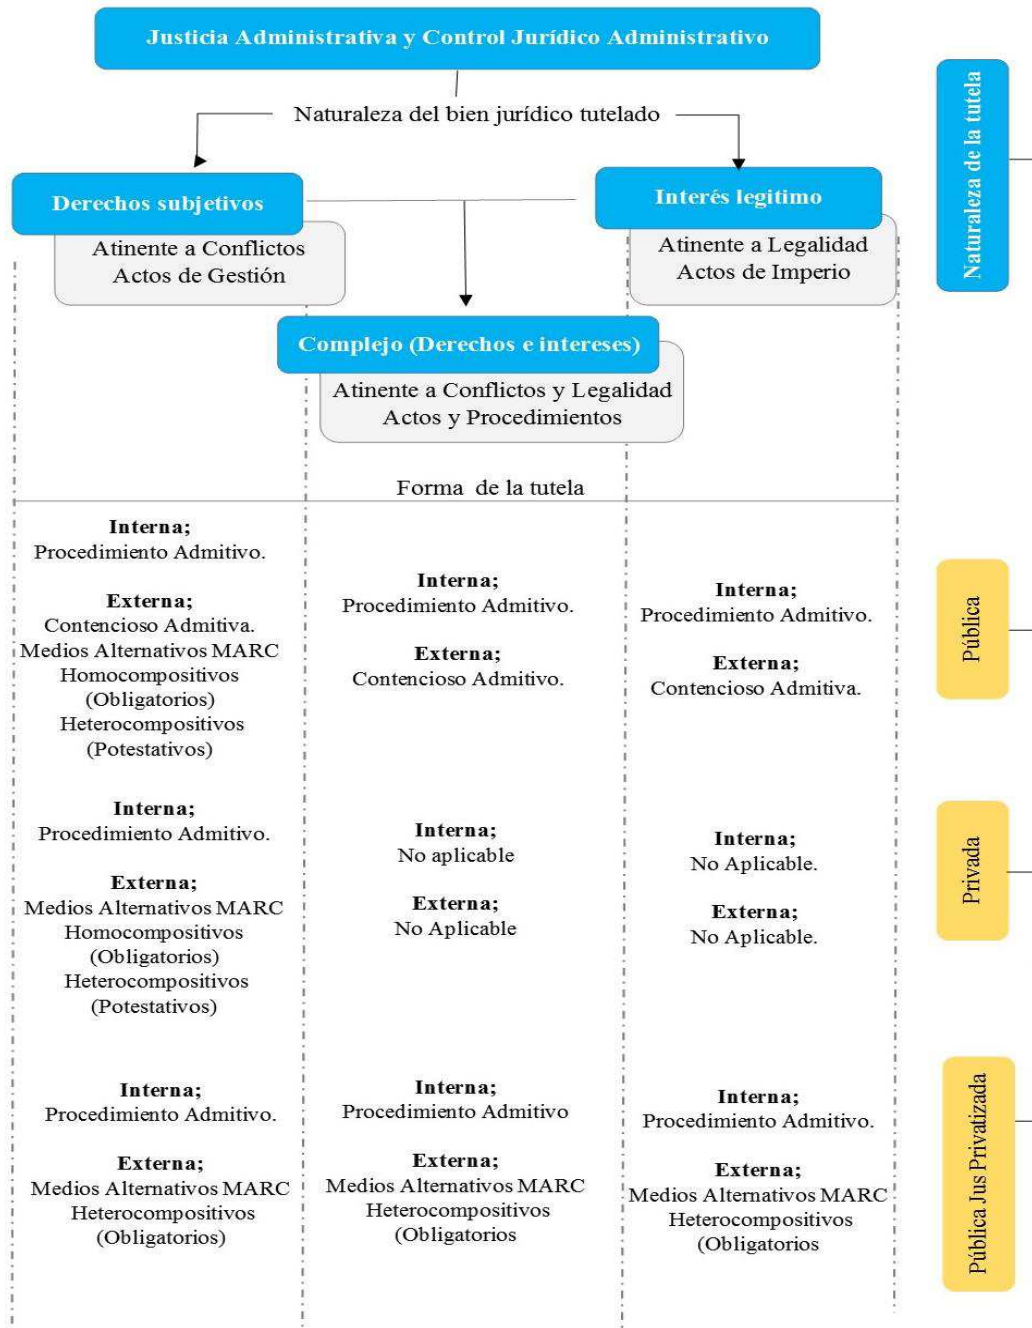 Justicia Administrativa y Control Jurídico Administrativo
Naturaleza del bien jurídico tutelado
Naturaleza de la tutela
Derechos subjetivos
Atinente a Conflictos
Actos de Gestión
Interés legitimo
Atinente a Legalidad
Actos de Imperio
Complejo (Derechos e intereses)
Atinente a Conflictos y Legalidad
Actos y Procedimientos
Forma de la tutela
Interna;
Procedimiento Admitivo.
Externa;
Contencioso Admitiva.
Medios Alternativos MARC
Homocompositivos
(Obligatorios)
Heterocompositivos
(Potestativos)
Interna;
Procedimiento Admitivo.
Externa;
Contencioso Admitivo.
Interna;
Procedimiento Admitivo.
Externa;
Contencioso Admitiva.
Pública
Interna;
Procedimiento Admitivo.
Externa;
Medios Alternativos MARC
Homocompositivos
(Obligatorios)
Heterocompositivos
(Potestativos)
Interna;
No aplicable
Externa;
No Aplicable
Interna;
No Aplicable.
Externa;
No Aplicable.
Privada
Interna;
Procedimiento Admitivo.
Externa;
Medios Alternativos MARC
Heterocompositivos
(Obligatorios)
Interna;
Procedimiento Admitivo
Externa;
Medios Alternativos MARC
Heterocompositivos
(Obligatorios
Interna;
Procedimiento Admitivo.
Externa;
Medios Alternativos MARC
Heterocompositivos
(Obligatorios
Pública Jus Privatizada